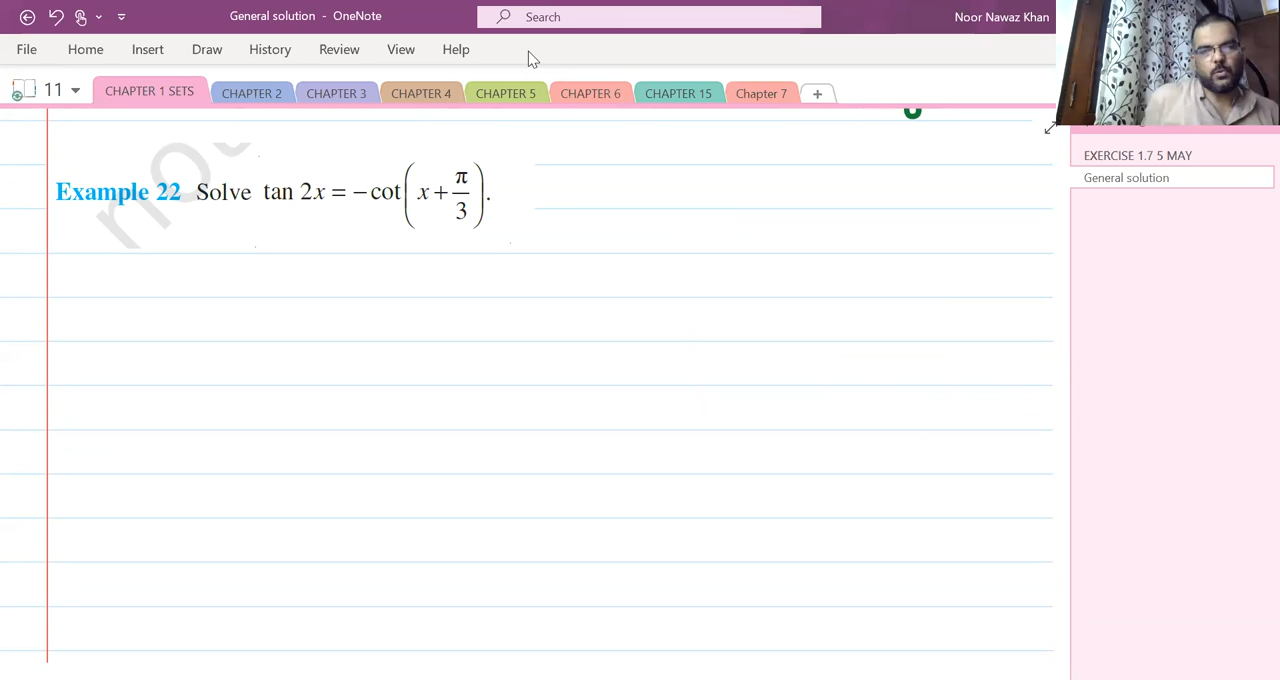 General solution - OneNote
Search
Noor Nawaz Khan
File Home Insert Draw History Review View Help
11
CHAPTER 1 SETS CHAPTER 2 CHAPTER 3 CHAPTER 4 CHAPTER 5 CHAPTER 6 CHAPTER 15 Chapter 7 +
EXERCISE 1.7 5 MAY
General solution
not
Example 22 Solve tan 2x = −cot(x + π/3).